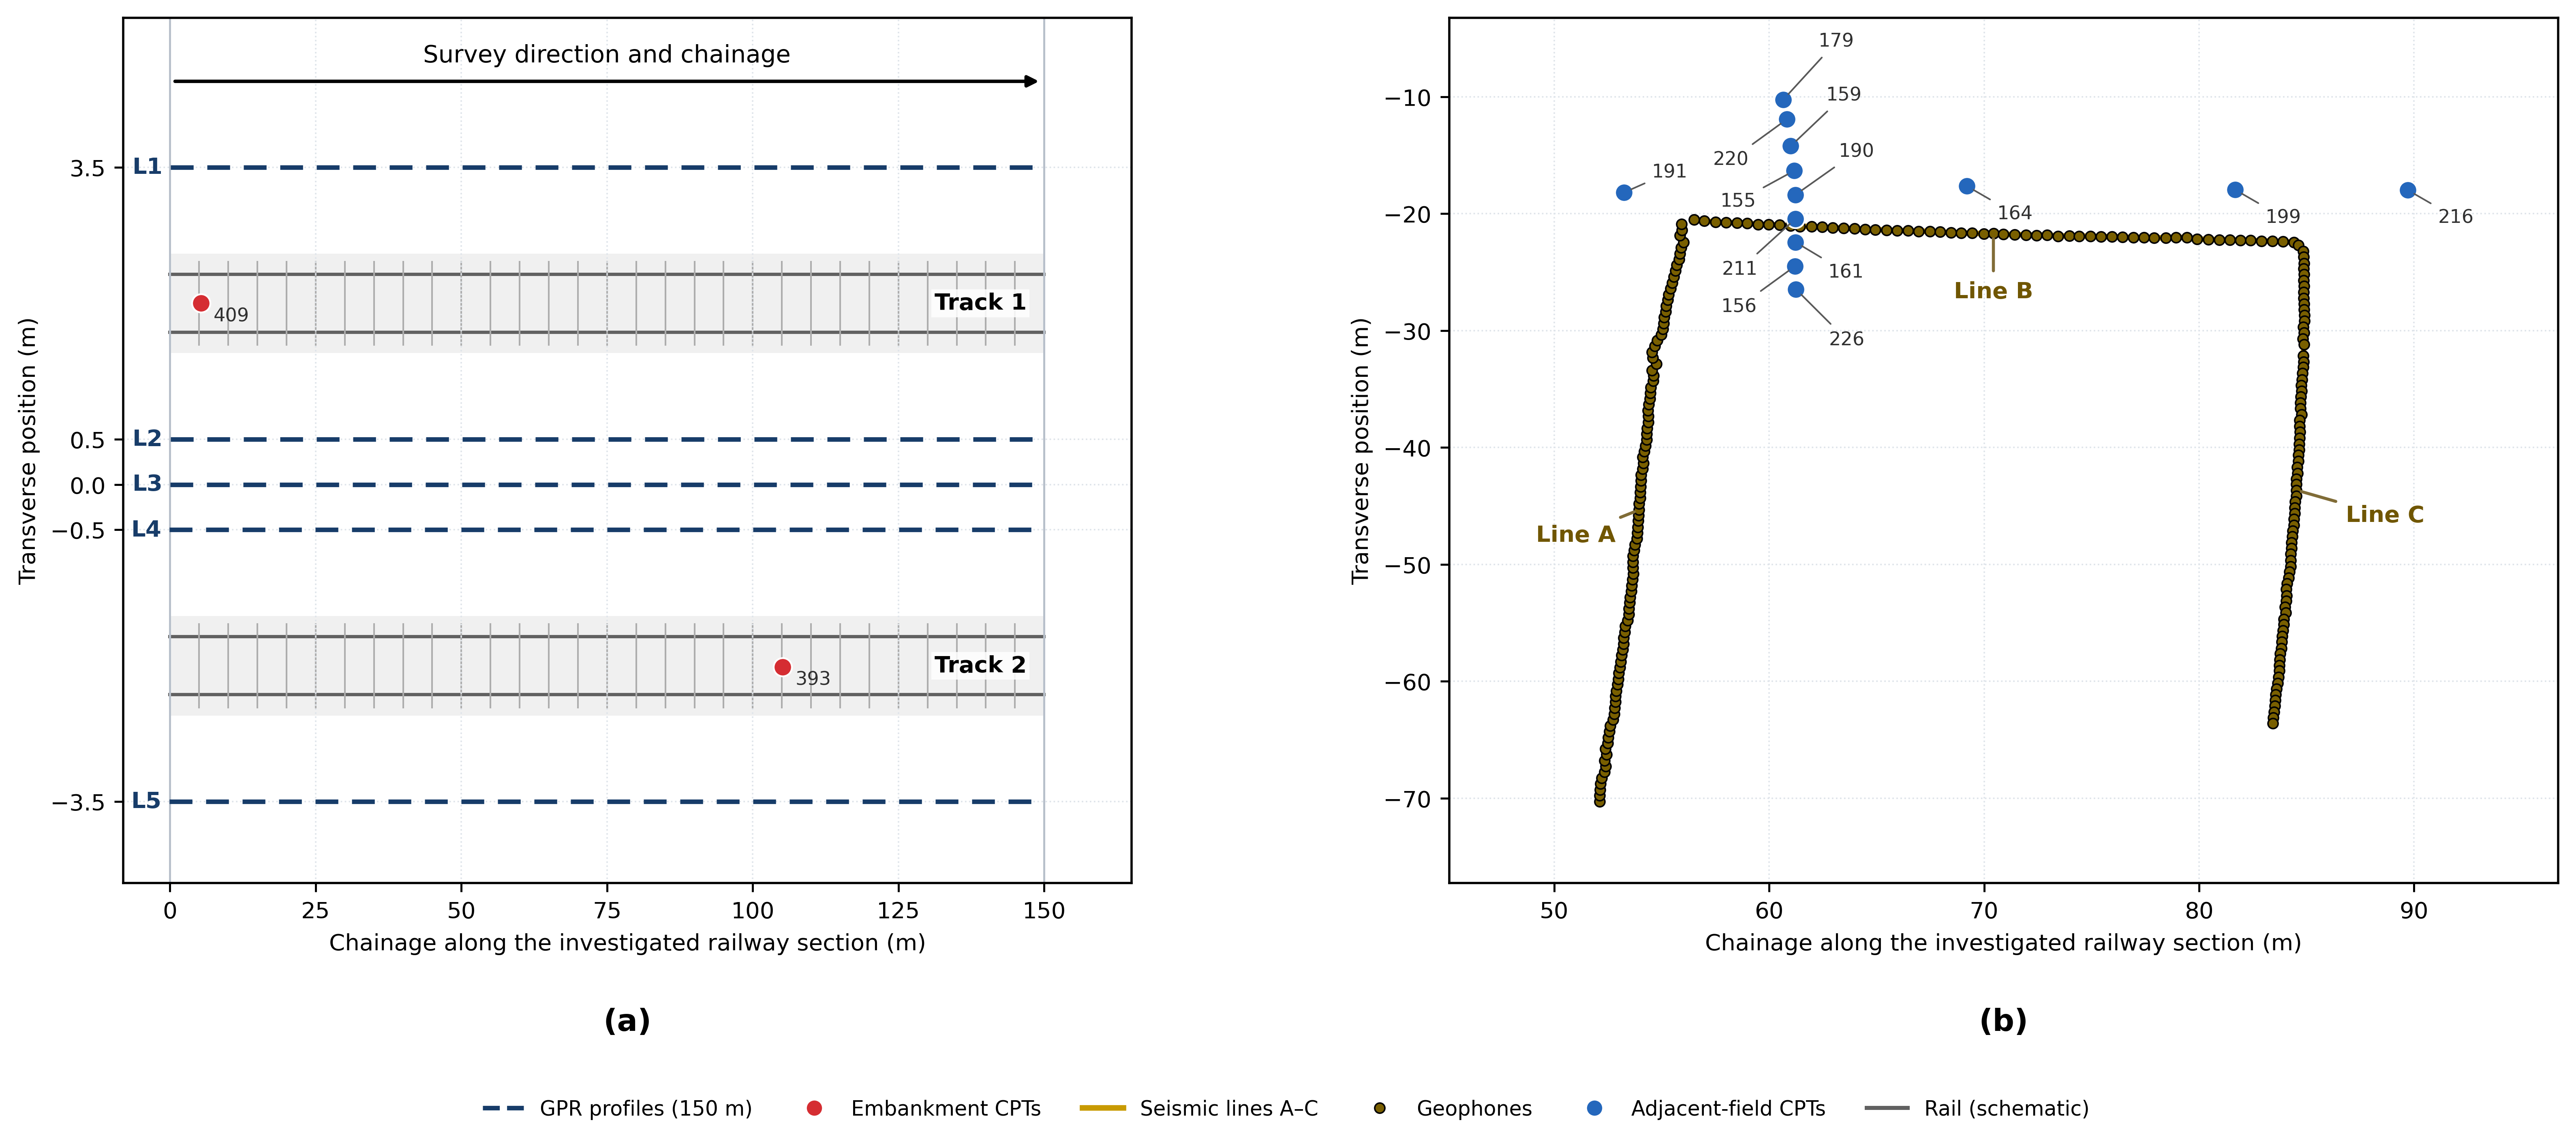 Survey direction and chainage
3.5
L1
409
Track 1
0.5
L2
0.0
L3
−0.5
L4
Track 2
393
−3.5
L5
Transverse position (m)
0
25
50
75
100
125
150
Chainage along the investigated railway section (m)
(a)
179
−10
159
220
190
191
155
−20
164
199
216
211
161
Line B
156
−30
226
−40
Line A
Line C
−50
−60
−70
Transverse position (m)
50
60
70
80
90
Chainage along the investigated railway section (m)
(b)
GPR profiles (150 m)
Embankment CPTs
Seismic lines A–C
Geophones
Adjacent-field CPTs
Rail (schematic)